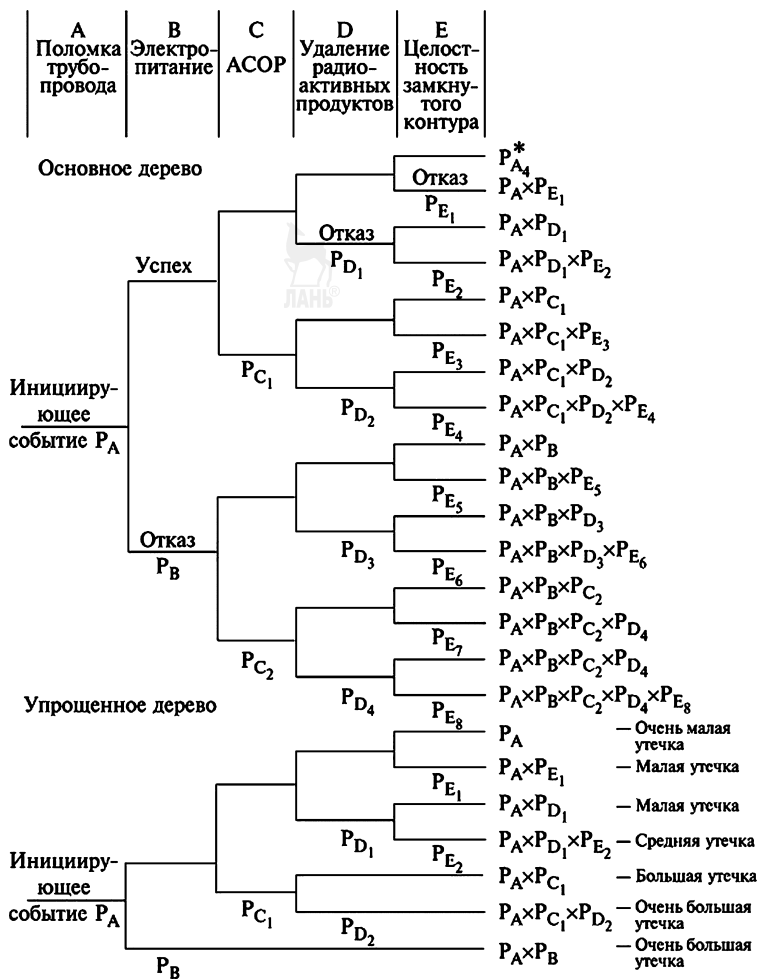 A
Поломка
трубо-
провода
B
Электро-
питание
C
АСОР
D
Удаление
радио-
активных
продуктов
E
Целост-
ность
замкну-
того
контура
Основное дерево
P_A4*
Отказ
P_A×P_E1
P_E1
P_A×P_D1
Отказ
P_D1
P_A×P_D1×P_E2
Успех
P_E2
ЛАНЬ®
P_A×P_C1
P_A×P_C1×P_E3
P_E3
P_C1
P_A×P_C1×P_D2
P_D2
P_A×P_C1×P_D2×P_E4
P_E4
Иницииру-
ющее
событие P_A
P_A×P_B
P_A×P_B×P_E5
P_E5
P_A×P_B×P_D3
P_D3
P_A×P_B×P_D3×P_E6
P_E6
Отказ
P_B
P_A×P_B×P_C2
P_A×P_B×P_C2×P_D4
P_E7
P_C2
P_A×P_B×P_C2×P_D4
P_D4
P_A×P_B×P_C2×P_D4×P_E8
P_E8
Упрощенное дерево
P_A – Очень малая
утечка
P_A×P_E1 – Малая утечка
P_E1
P_A×P_D1 – Малая утечка
P_D1
P_A×P_D1×P_E2 – Средняя утечка
P_E2
Иницииру-
ющее
событие P_A
P_A×P_C1 – Большая утечка
P_C1
P_A×P_C1×P_D2 – Очень большая
утечка
P_D2
P_A×P_B – Очень большая
утечка
P_B